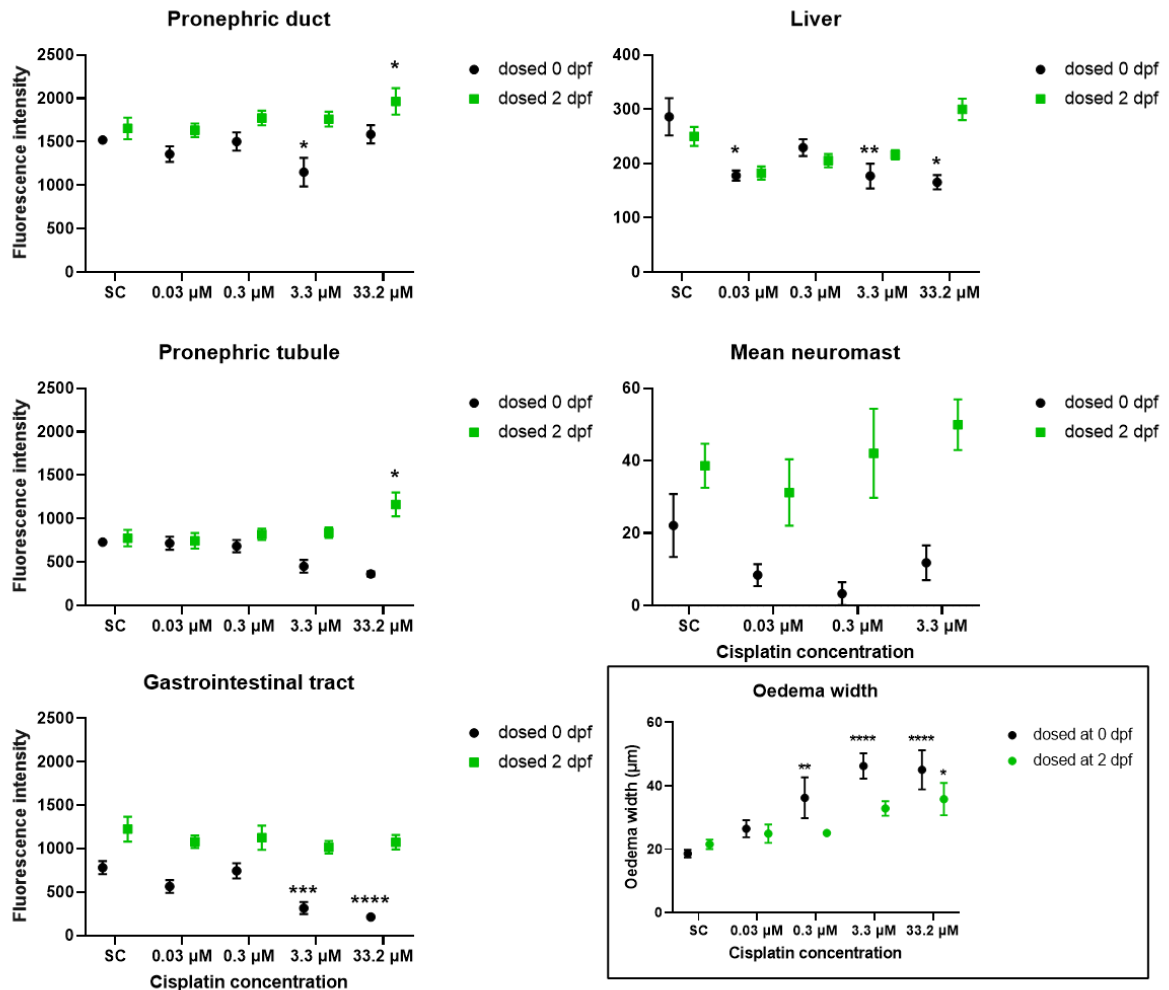 Pronephric duct
Fluorescence intensity
2500
2000
1500
1000
500
0
*
*
SC 0.03 µM 0.3 µM 3.3 µM 33.2 µM
dosed 0 dpf
dosed 2 dpf
Liver
400
300
200
100
0
*
**
*
SC 0.03 µM 0.3 µM 3.3 µM 33.2 µM
dosed 0 dpf
dosed 2 dpf
Pronephric tubule
Fluorescence intensity
2500
2000
1500
1000
500
0
*
SC 0.03 µM 0.3 µM 3.3 µM 33.2 µM
dosed 0 dpf
dosed 2 dpf
Mean neuromast
60
40
20
0
SC 0.03 µM 0.3 µM 3.3 µM
Cisplatin concentration
dosed 0 dpf
dosed 2 dpf
Gastrointestinal tract
Fluorescence intensity
2500
2000
1500
1000
500
0
***
****
SC 0.03 µM 0.3 µM 3.3 µM 33.2 µM
Cisplatin concentration
dosed 0 dpf
dosed 2 dpf
Oedema width
Oedema width (µm)
60
40
20
0
**
****
****
*
SC 0.03 µM 0.3 µM 3.3 µM 33.2 µM
Cisplatin concentration
dosed at 0 dpf
dosed at 2 dpf